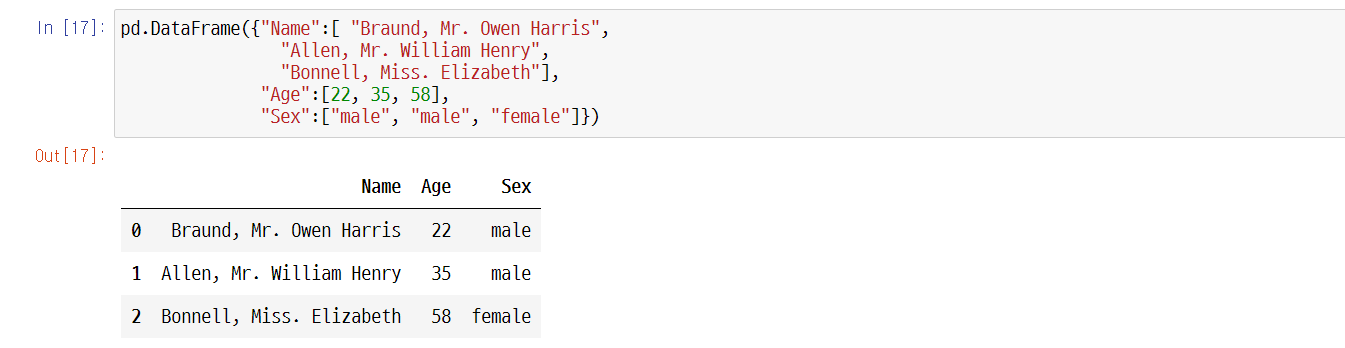 In [17]: pd.DataFrame({"Name":[ "Braund, Mr. Owen Harris",
"Allen, Mr. William Henry",
"Bonnell, Miss. Elizabeth"],
"Age":[22, 35, 58],
"Sex":["male", "male", "female"]})
Out[17]:
Name Age Sex
0 Braund, Mr. Owen Harris 22 male
1 Allen, Mr. William Henry 35 male
2 Bonnell, Miss. Elizabeth 58 female